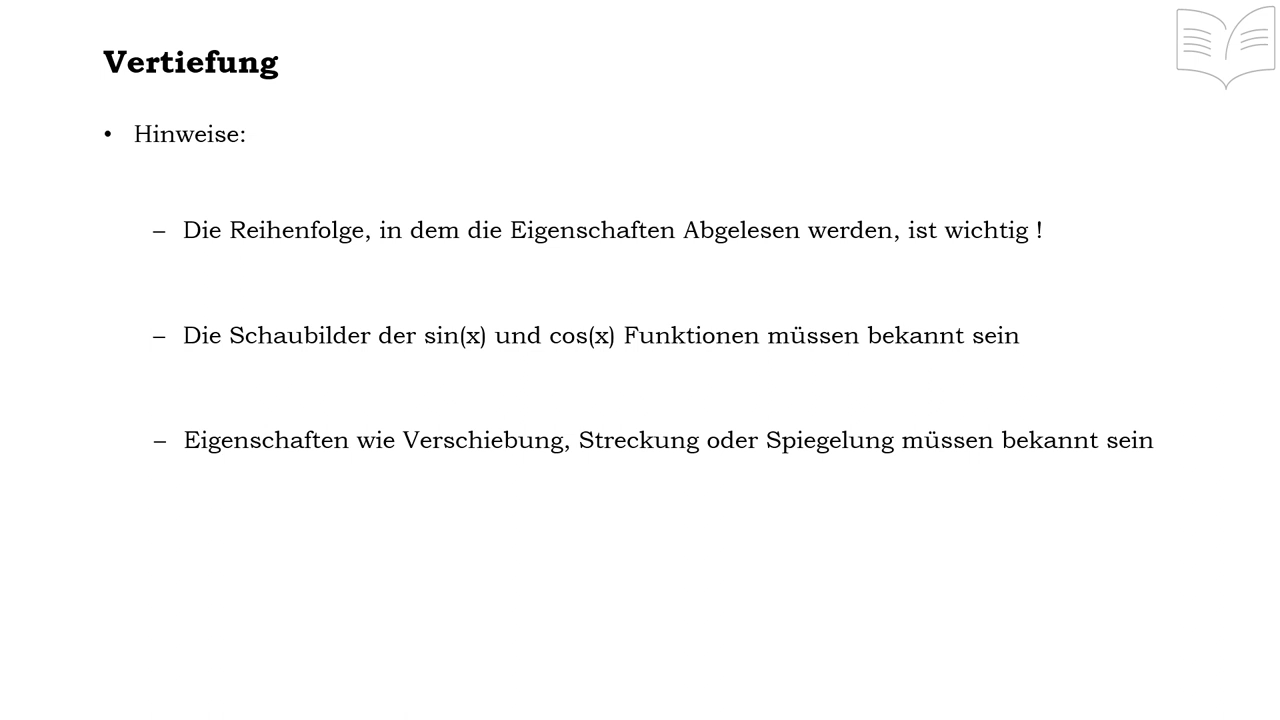 Vertiefung
• Hinweise:
– Die Reihenfolge, in dem die Eigenschaften Abgelesen werden, ist wichtig !
– Die Schaubilder der sin(x) und cos(x) Funktionen müssen bekannt sein
– Eigenschaften wie Verschiebung, Streckung oder Spiegelung müssen bekannt sein